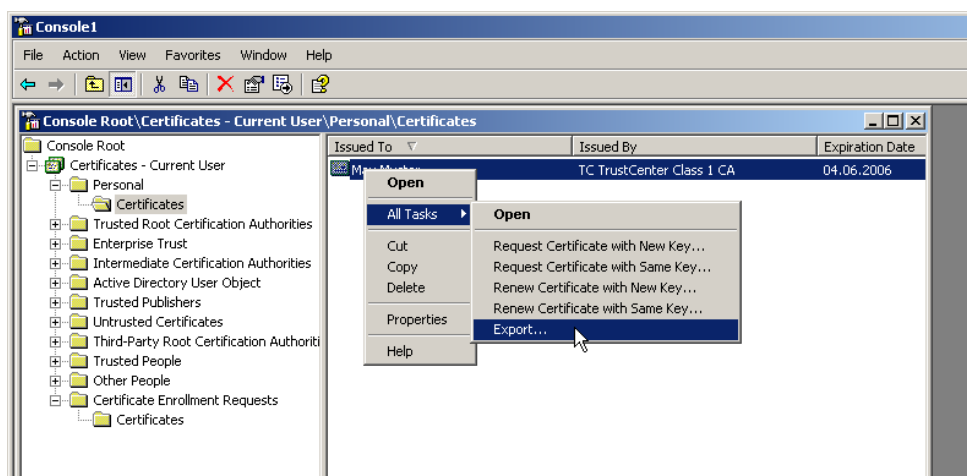 Console1
File Action View Favorites Window Help
Console Root\Certificates - Current User\Personal\Certificates
Console Root
Certificates - Current User
Personal
Certificates
Trusted Root Certification Authorities
Enterprise Trust
Intermediate Certification Authorities
Active Directory User Object
Trusted Publishers
Untrusted Certificates
Third-Party Root Certification Authoriti
Trusted People
Other People
Certificate Enrollment Requests
Certificates
Issued To Issued By Expiration Date
TC TrustCenter Class 1 CA 04.06.2006
Open
All Tasks
Cut
Copy
Delete
Properties
Help
Open
Request Certificate with New Key...
Request Certificate with Same Key...
Renew Certificate with New Key...
Renew Certificate with Same Key...
Export...